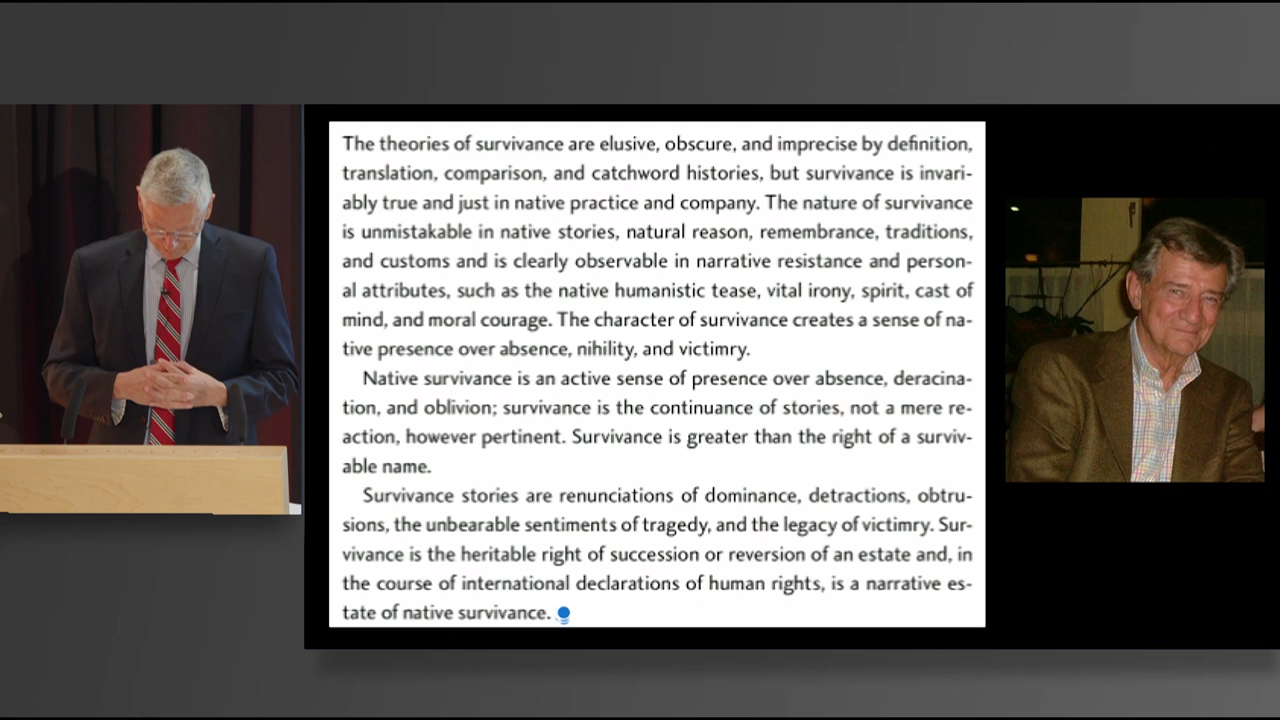 The theories of survivance are elusive, obscure, and imprecise by definition,
translation, comparison, and catchword histories, but survivance is invari-
ably true and just in native practice and company. The nature of survivance
is unmistakable in native stories, natural reason, remembrance, traditions,
and customs and is clearly observable in narrative resistance and person-
al attributes, such as the native humanistic tease, vital irony, spirit, cast of
mind, and moral courage. The character of survivance creates a sense of na-
tive presence over absence, nihility, and victimry.
Native survivance is an active sense of presence over absence, deracina-
tion, and oblivion; survivance is the continuance of stories, not a mere re-
action, however pertinent. Survivance is greater than the right of a surviv-
able name.
Survivance stories are renunciations of dominance, detractions, obtru-
sions, the unbearable sentiments of tragedy, and the legacy of victimry. Sur-
vivance is the heritable right of succession or reversion of an estate and, in
the course of international declarations of human rights, is a narrative es-
tate of native survivance.